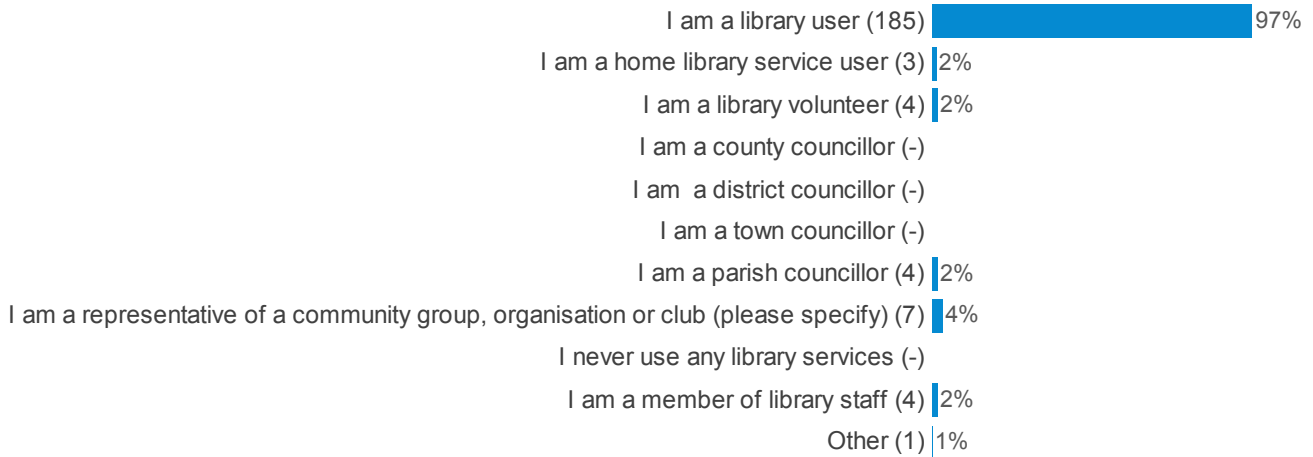 I am a library user (185) 97%
I am a home library service user (3) 2%
I am a library volunteer (4) 2%
I am a county councillor (-)
I am  a district councillor (-)
I am a town councillor (-)
I am a parish councillor (4) 2%
I am a representative of a community group, organisation or club (please specify) (7) 4%
I never use any library services (-)
I am a member of library staff (4) 2%
Other (1) 1%